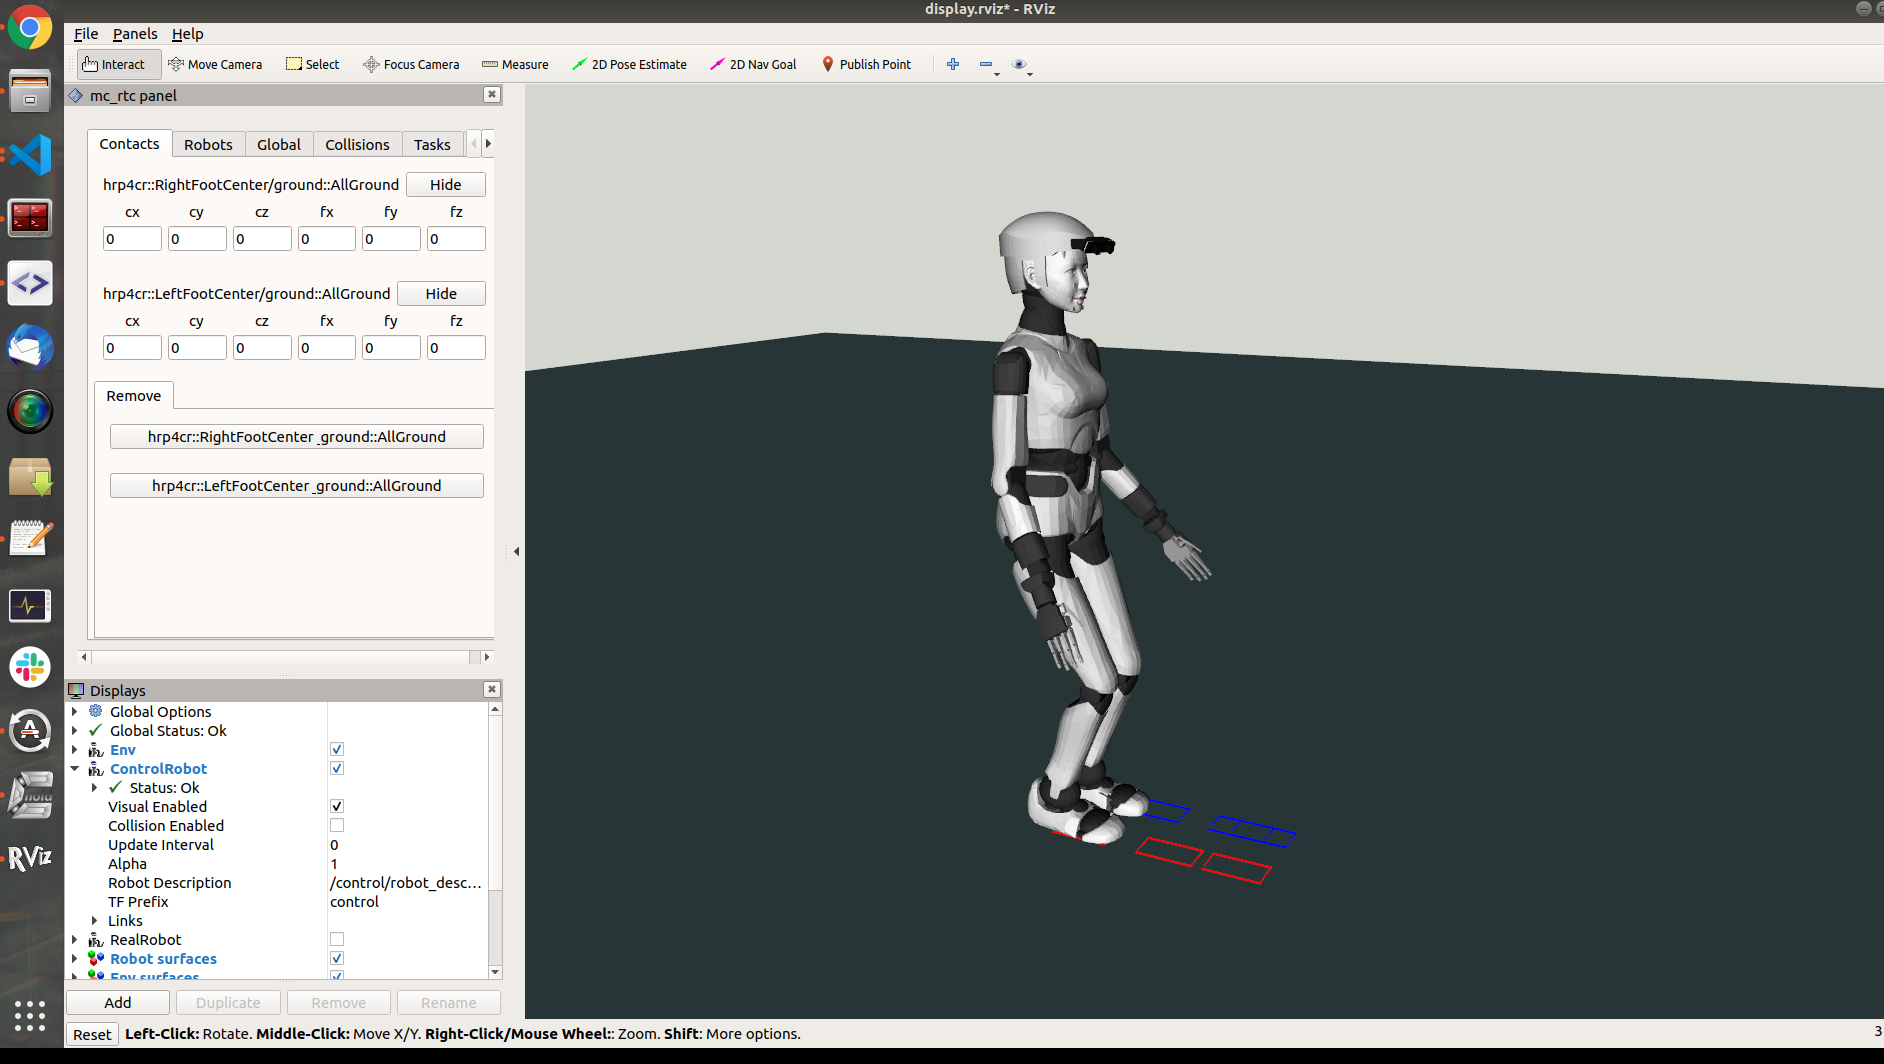 display.rviz* - RViz
File Panels Help
Interact Move Camera Select Focus Camera Measure 2D Pose Estimate 2D Nav Goal Publish Point
mc_rtc panel
Contacts Robots Global Collisions Tasks
hrp4cr::RightFootCenter/ground::AllGround Hide
cx cy cz fx fy fz
0 0 0 0 0 0
hrp4cr::LeftFootCenter/ground::AllGround Hide
cx cy cz fx fy fz
0 0 0 0 0 0
Remove
hrp4cr::RightFootCenter_ground::AllGround
hrp4cr::LeftFootCenter_ground::AllGround
Displays
Global Options
Global Status: Ok
Env
ControlRobot
Status: Ok
Visual Enabled
Collision Enabled
Update Interval 0
Alpha 1
Robot Description /control/robot_desc...
TF Prefix control
Links
RealRobot
Robot surfaces
Env surfaces
Add Duplicate Remove Rename
Reset Left-Click: Rotate. Middle-Click: Move X/Y. Right-Click/Mouse Wheel:: Zoom. Shift: More options.
3
RViz